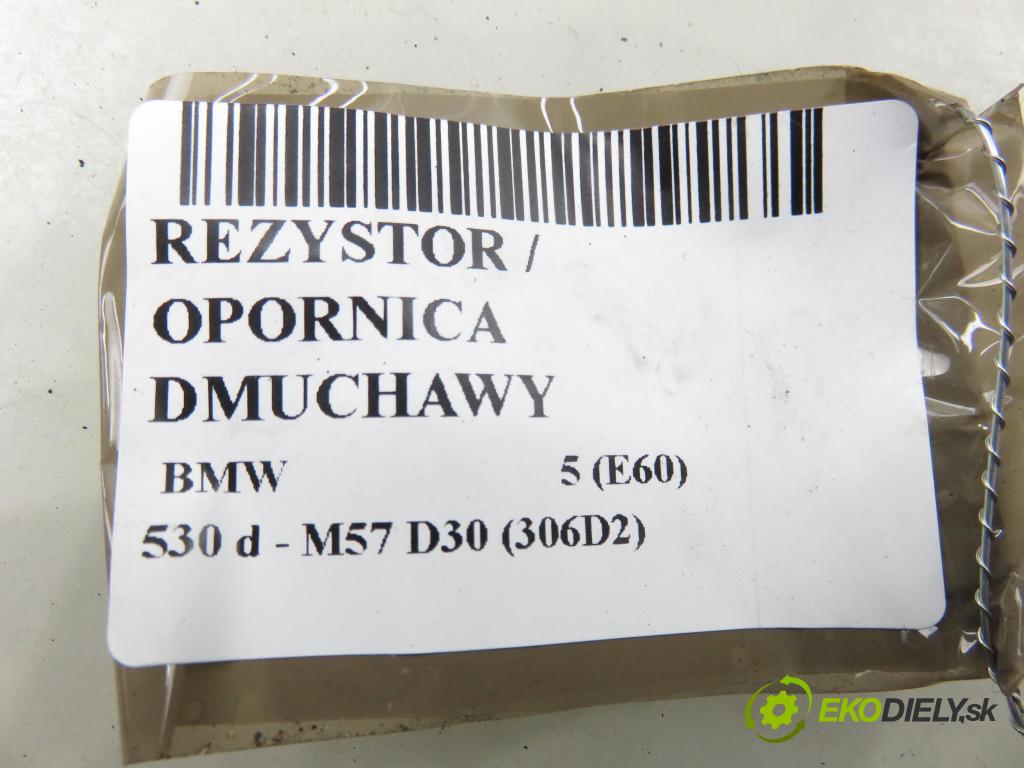 REZYSTOR /
OPORNICA
DMUCHAWY
BMW 5 (E60)
530 d - M57 D30 (306D2)
EKODIELY.sk